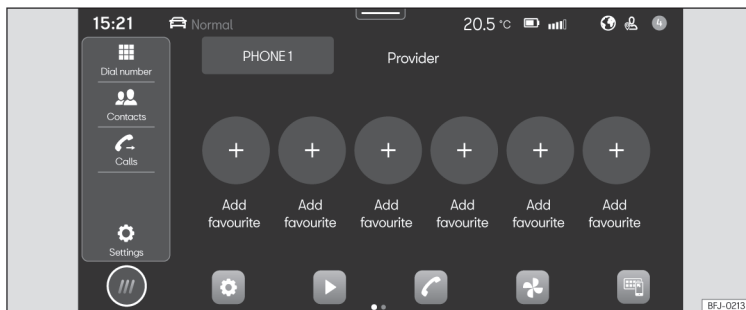 15:21 Normal 20.5 °C 4
Dial number
PHONE 1 Provider
Contacts
Calls
Add Add Add Add Add Add
favourite favourite favourite favourite favourite favourite
Settings
BFJ-0213